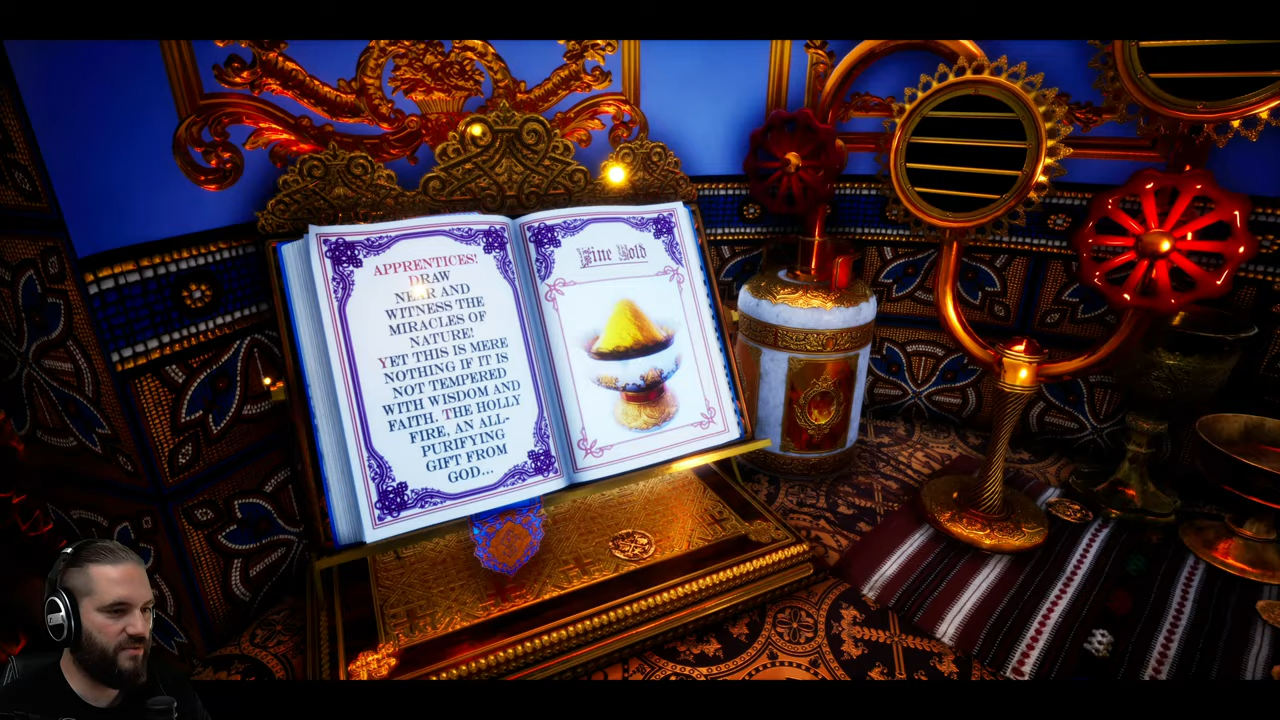 APPRENTICES!
DRAW
NEAR AND
WITNESS THE
MIRACLES OF
NATURE!
YET THIS IS MERE
NOTHING IF IT IS
NOT TEMPERED
WITH WISDOM AND
FAITH. THE HOLLY
FIRE, AN ALL-
PURIFYING
GIFT FROM
GOD...
Fine Gold